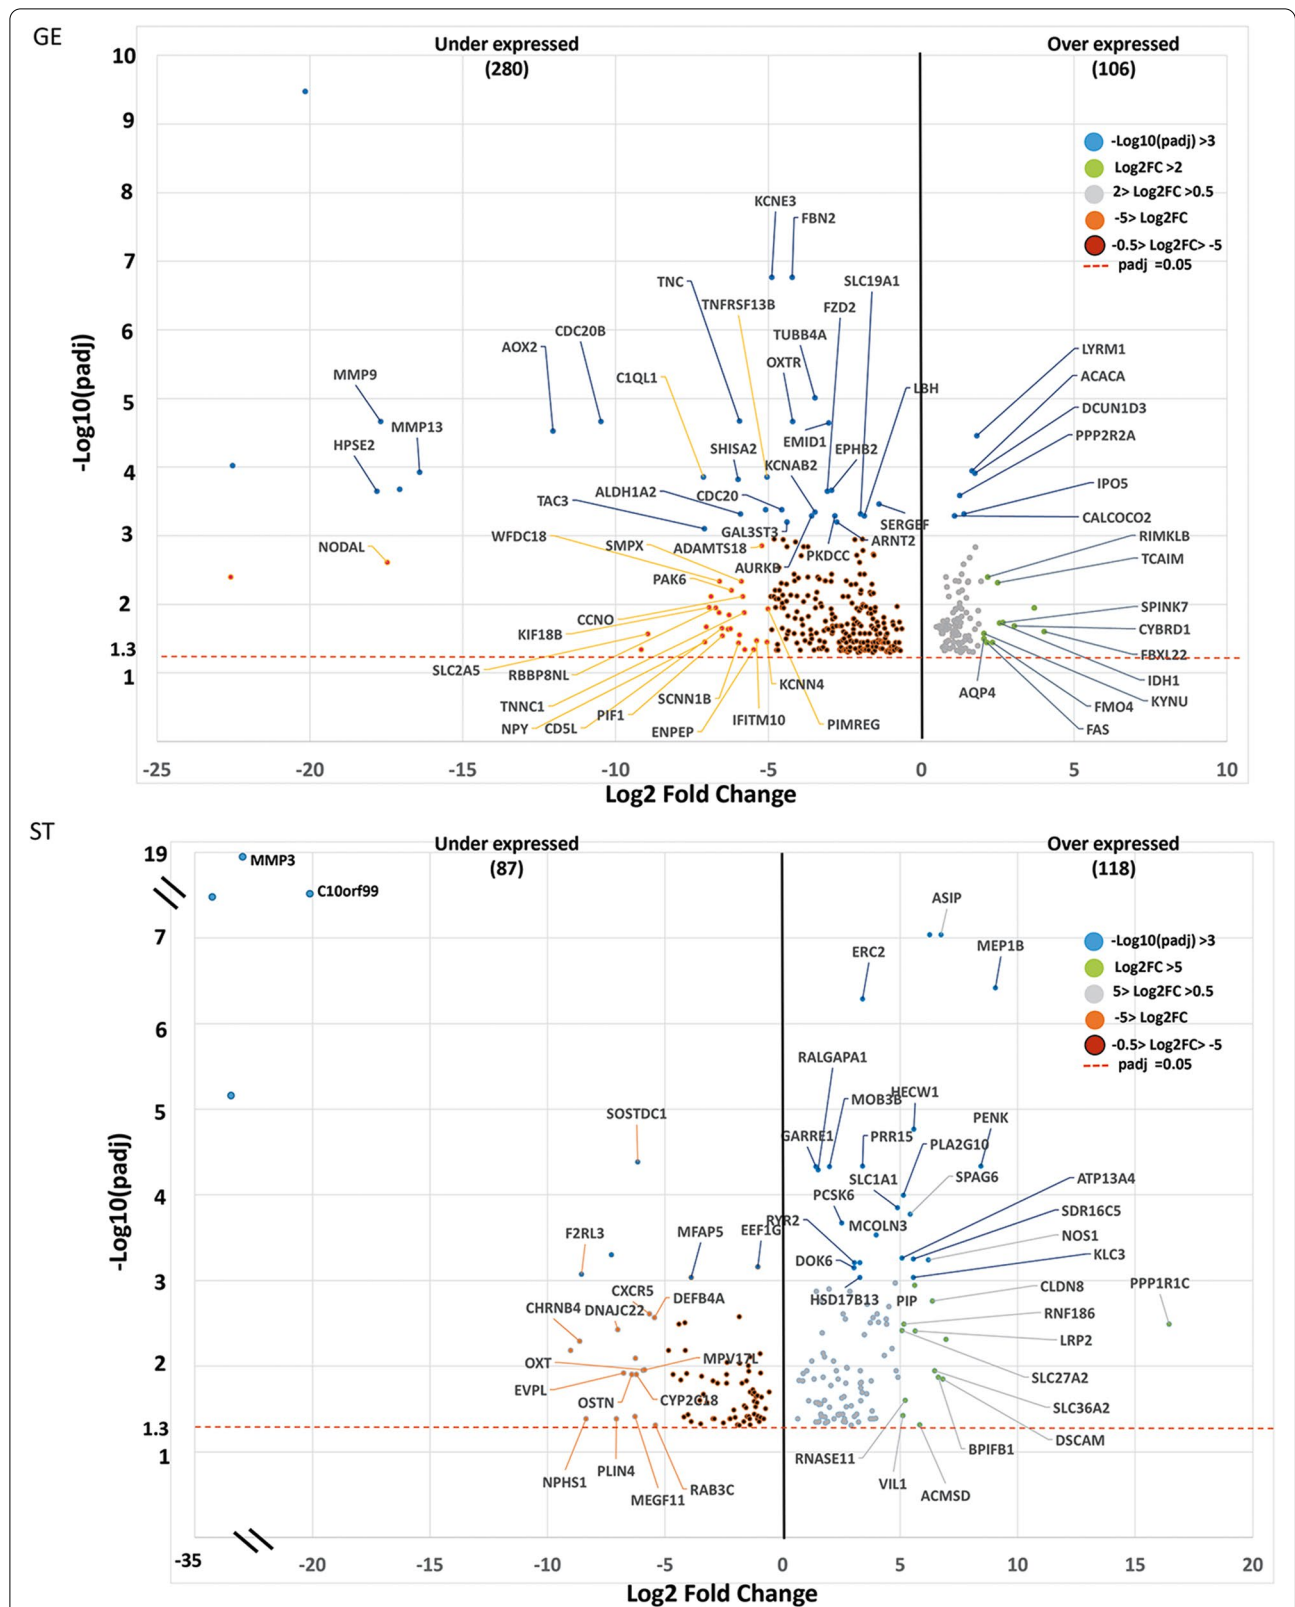 GE
Under expressed
(280)
Over expressed
(106)
10
9
8
7
6
5
4
3
2
1.3
1
-Log10(padj)
-Log10(padj) >3
Log2FC >2
2> Log2FC >0.5
-5> Log2FC
-0.5> Log2FC> -5
padj =0.05
KCNE3
FBN2
TNC
SLC19A1
TNFRSF13B
FZD2
CDC20B
TUBB4A
AOX2
LYRM1
OXTR
MMP9
C1QL1
ACACA
LBH
DCUN1D3
MMP13
PPP2R2A
HPSE2
EMID1
SHISA2
EPHB2
KCNAB2
IPO5
ALDH1A2
CDC20
TAC3
CALCOCO2
SERGEF
GAL3ST3
WFDC18
ARNT2
RIMKLB
NODAL
SMPX
ADAMTS18
PKDCC
TCAIM
AURKB
PAK6
SPINK7
CCNO
CYBRD1
KIF18B
FBXL22
SLC2A5
RBBP8NL
IDH1
KCNN4
AQP4
SCNN1B
KYNU
TNNC1
FMO4
PIF1
IFITM10
PIMREG
NPY
CD5L
ENPEP
FAS
-25
-20
-15
-10
-5
0
5
10
Log2 Fold Change
ST
Under expressed
(87)
Over expressed
(118)
19
7
6
5
4
3
2
1.3
1
-Log10(padj)
-Log10(padj) >3
Log2FC >5
5> Log2FC >0.5
-5> Log2FC
-0.5> Log2FC> -5
padj =0.05
MMP3
C10orf99
ASIP
MEP1B
ERC2
RALGAPA1
HECW1
MOB3B
SOSTDC1
PENK
GARRE1
PRR15
PLA2G10
SLC1A1
SPAG6
ATP13A4
PCSK6
SDR16C5
RYR2
MCOLN3
F2RL3
MFAP5
EEF1G
NOS1
KLC3
DOK6
PPP1R1C
CXCR5
CLDN8
DEFB4A
HSD17B13
PIP
CHRNB4
DNAJC22
RNF186
LRP2
OXT
MPV17L
SLC27A2
EVPL
OSTN
CYP2C18
SLC36A2
DSCAM
BPIFB1
RNASE11
NPHS1
PLIN4
VIL1
RAB3C
MEGF11
ACMSD
-35
-20
-10
-5
0
5
10
15
20
Log2 Fold Change